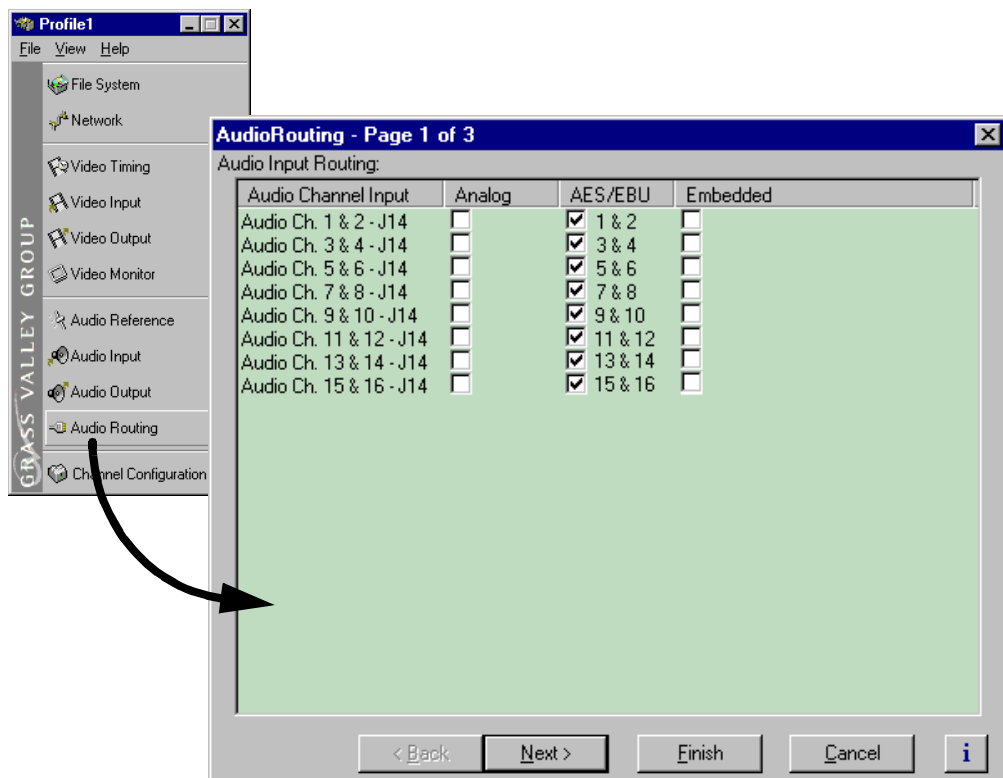 Profile1
File View Help
File System
Network
Video Timing
Video Input
Video Output
Video Monitor
Audio Reference
Audio Input
Audio Output
Audio Routing
Channel Configuration
GRASS VALLEY GROUP
AudioRouting - Page 1 of 3
Audio Input Routing:
Audio Channel Input Analog AES/EBU Embedded
Audio Ch. 1 & 2 - J14 1 & 2
Audio Ch. 3 & 4 - J14 3 & 4
Audio Ch. 5 & 6 - J14 5 & 6
Audio Ch. 7 & 8 - J14 7 & 8
Audio Ch. 9 & 10 - J14 9 & 10
Audio Ch. 11 & 12 - J14 11 & 12
Audio Ch. 13 & 14 - J14 13 & 14
Audio Ch. 15 & 16 - J14 15 & 16
< Back Next > Finish Cancel i